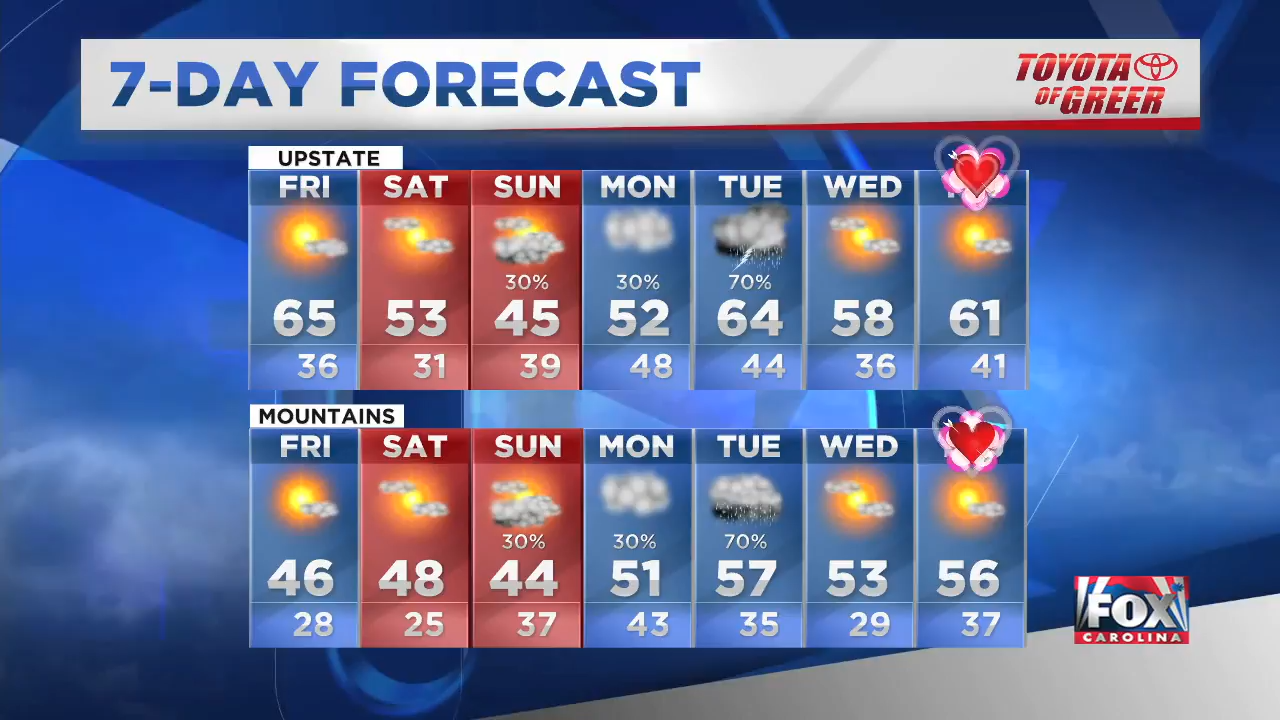 7-DAY FORECAST
TOYOTA
OF GREER
UPSTATE
FRI SAT SUN MON TUE WED
30% 30% 70%
65 53 45 52 64 58 61
36 31 39 48 44 36 41
MOUNTAINS
FRI SAT SUN MON TUE WED
30% 30% 70%
46 48 44 51 57 53 56
28 25 37 43 35 29 37
FOX
CAROLINA